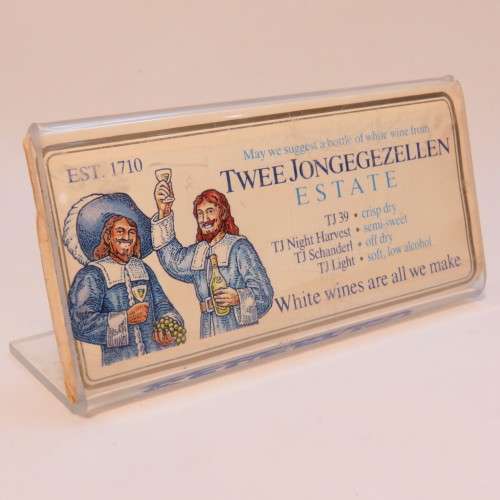 EST. 1710
May we suggest a bottle of white wine from
TWEE JONGEGEZELLEN
ESTATE
TJ 39 • crisp dry
TJ Night Harvest • semi-sweet
TJ Schanderl • off dry
TJ Light • soft, low alcohol
White wines are all we make